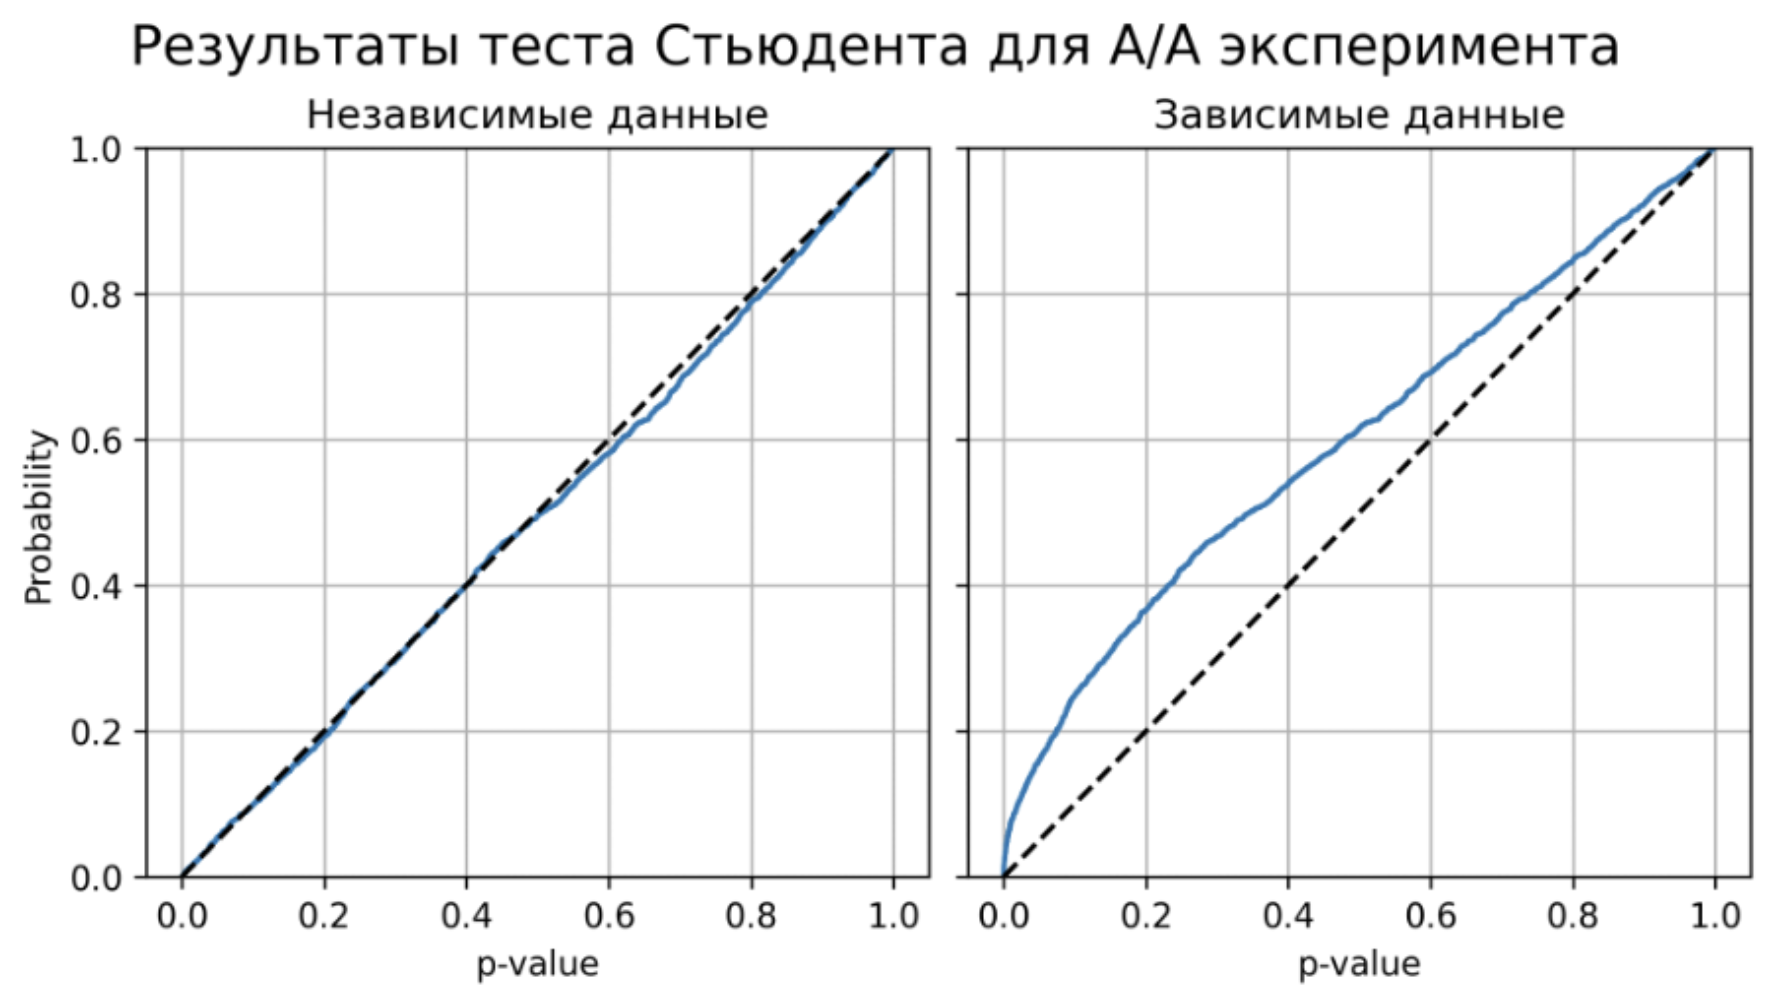 Результаты теста Стьюдента для А/А эксперимента
Независимые данные
Зависимые данные
1.0
0.8
0.6
0.4
0.2
0.0
Probability
0.0 0.2 0.4 0.6 0.8 1.0
0.0 0.2 0.4 0.6 0.8 1.0
p-value
p-value